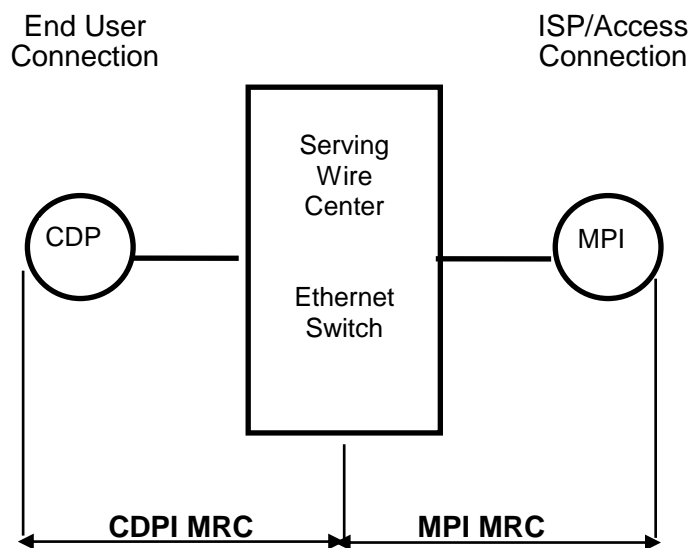 End User
Connection
ISP/Access
Connection
Serving
Wire
Center
CDP
MPI
Ethernet
Switch
CDPI MRC
MPI MRC